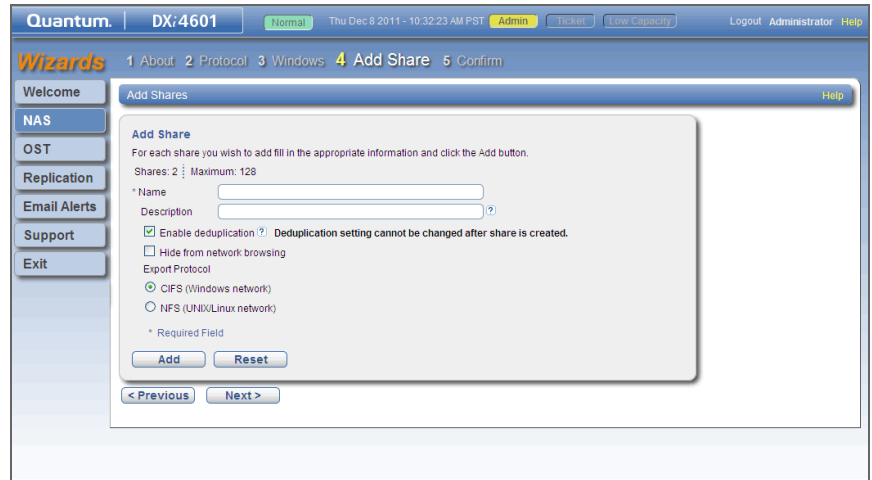 Quantum. DXi4601 Normal Thu Dec 8 2011 - 10:32:23 AM PST Admin Ticket Low Capacity Logout Administrator Help
Wizards 1 About 2 Protocol 3 Windows 4 Add Share 5 Confirm
Welcome
NAS
OST
Replication
Email Alerts
Support
Exit
Add Shares Help
Add Share
For each share you wish to add fill in the appropriate information and click the Add button.
Shares: 2 Maximum: 128
* Name
Description ?
Enable deduplication ? Deduplication setting cannot be changed after share is created.
Hide from network browsing
Export Protocol
CIFS (Windows network)
NFS (UNIX/Linux network)
* Required Field
Add Reset
< Previous Next >